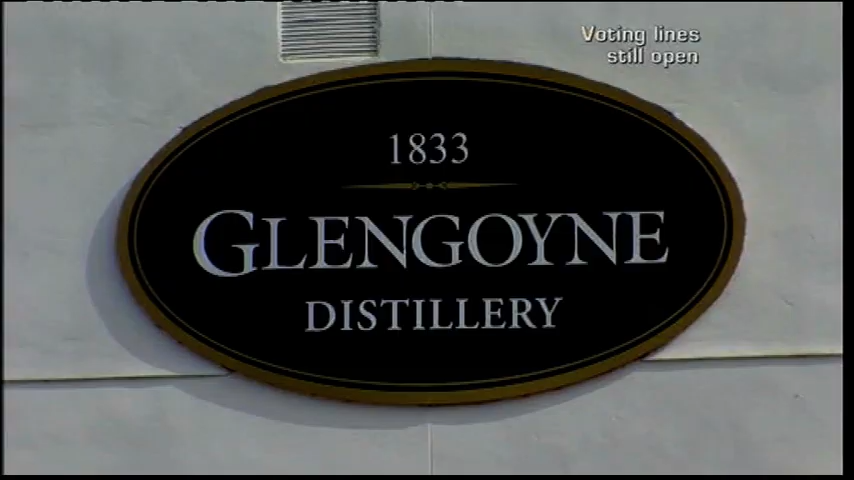 Voting lines
still open
1833
GLENGOYNE
DISTILLERY